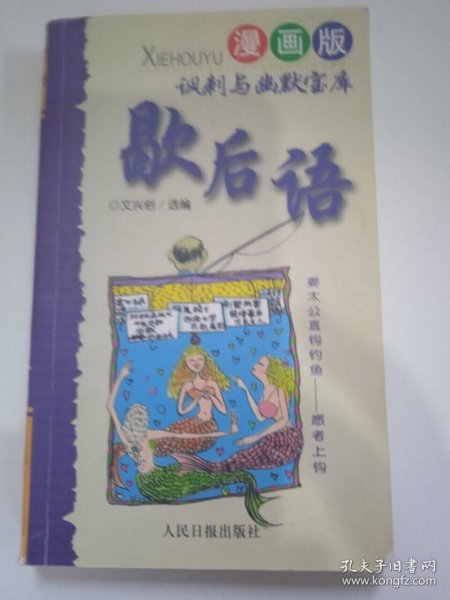 XIEHOUYU 漫画版
讽刺与幽默宝库
歇后语
◎文兴俗/选编
姜太公直钩钓鱼——愿者上钩
人民日报出版社
孔夫子旧书网
www.kongfz.com